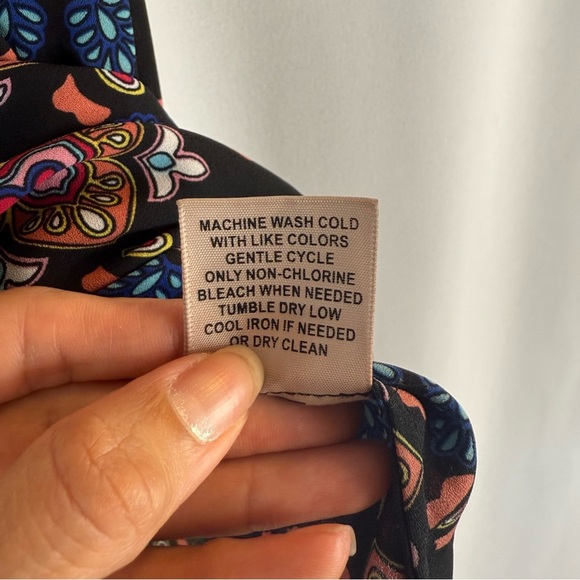 MACHINE WASH COLD
WITH LIKE COLORS
GENTLE CYCLE
ONLY NON-CHLORINE
BLEACH WHEN NEEDED
TUMBLE DRY LOW
COOL IRON IF NEEDED
OR DRY CLEAN